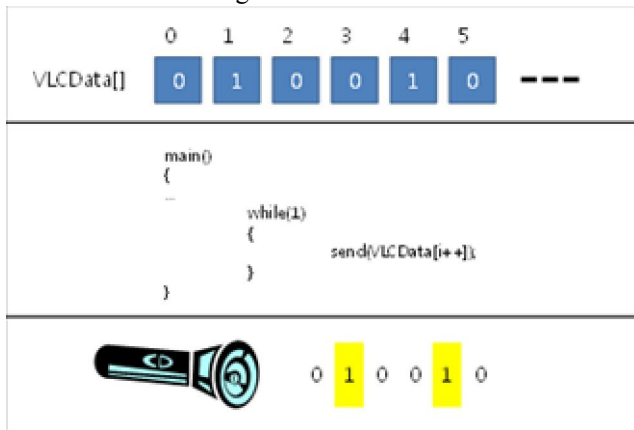 0 1 2 3 4 5
VLCData[] 0 1 0 0 1 0
main()
{
...
while(1)
{
send(VLCData[i++]);
}
}
0 1 0 0 1 0